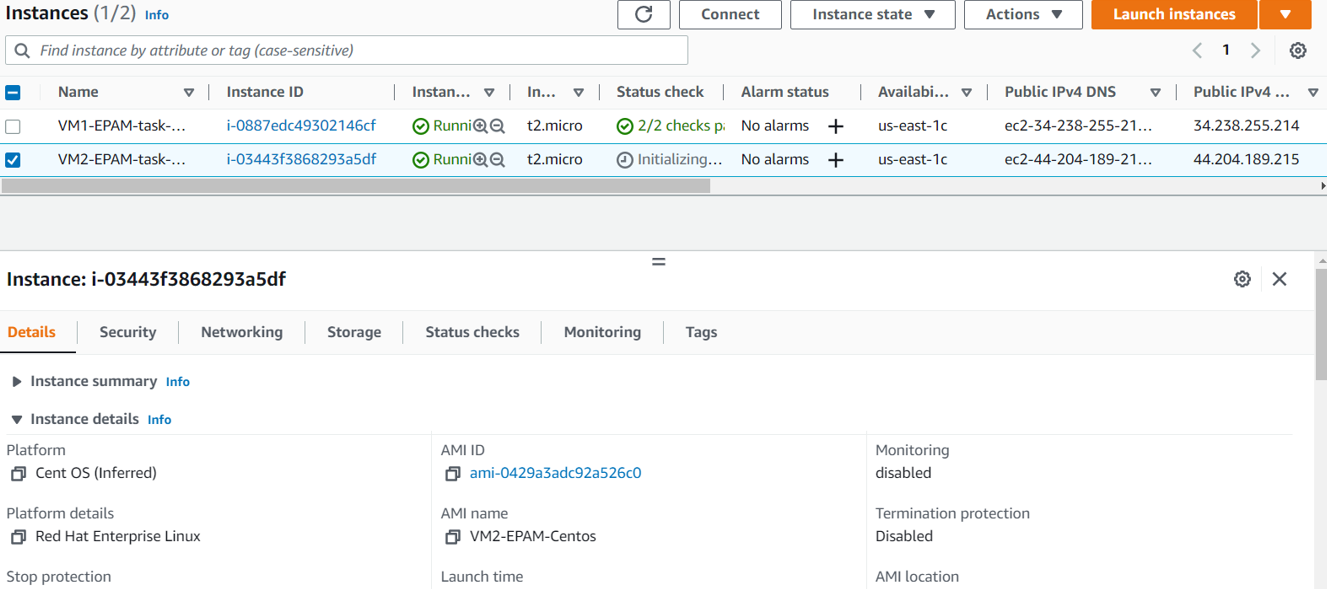 Instances (1/2) Info
Connect Instance state Actions Launch instances
Find instance by attribute or tag (case-sensitive)
1
Name Instance ID Instan... In... Status check Alarm status Availabi... Public IPv4 DNS Public IPv4 ...
VM1-EPAM-task-... i-0887edc49302146cf Runni t2.micro 2/2 checks pa No alarms + us-east-1c ec2-34-238-255-21... 34.238.255.214
VM2-EPAM-task-... i-03443f3868293a5df Runni t2.micro Initializing... No alarms + us-east-1c ec2-44-204-189-21... 44.204.189.215
Instance: i-03443f3868293a5df
Details Security Networking Storage Status checks Monitoring Tags
Instance summary Info
Instance details Info
Platform AMI ID Monitoring
Cent OS (Inferred) ami-0429a3adc92a526c0 disabled
Platform details AMI name Termination protection
Red Hat Enterprise Linux VM2-EPAM-Centos Disabled
Stop protection Launch time AMI location